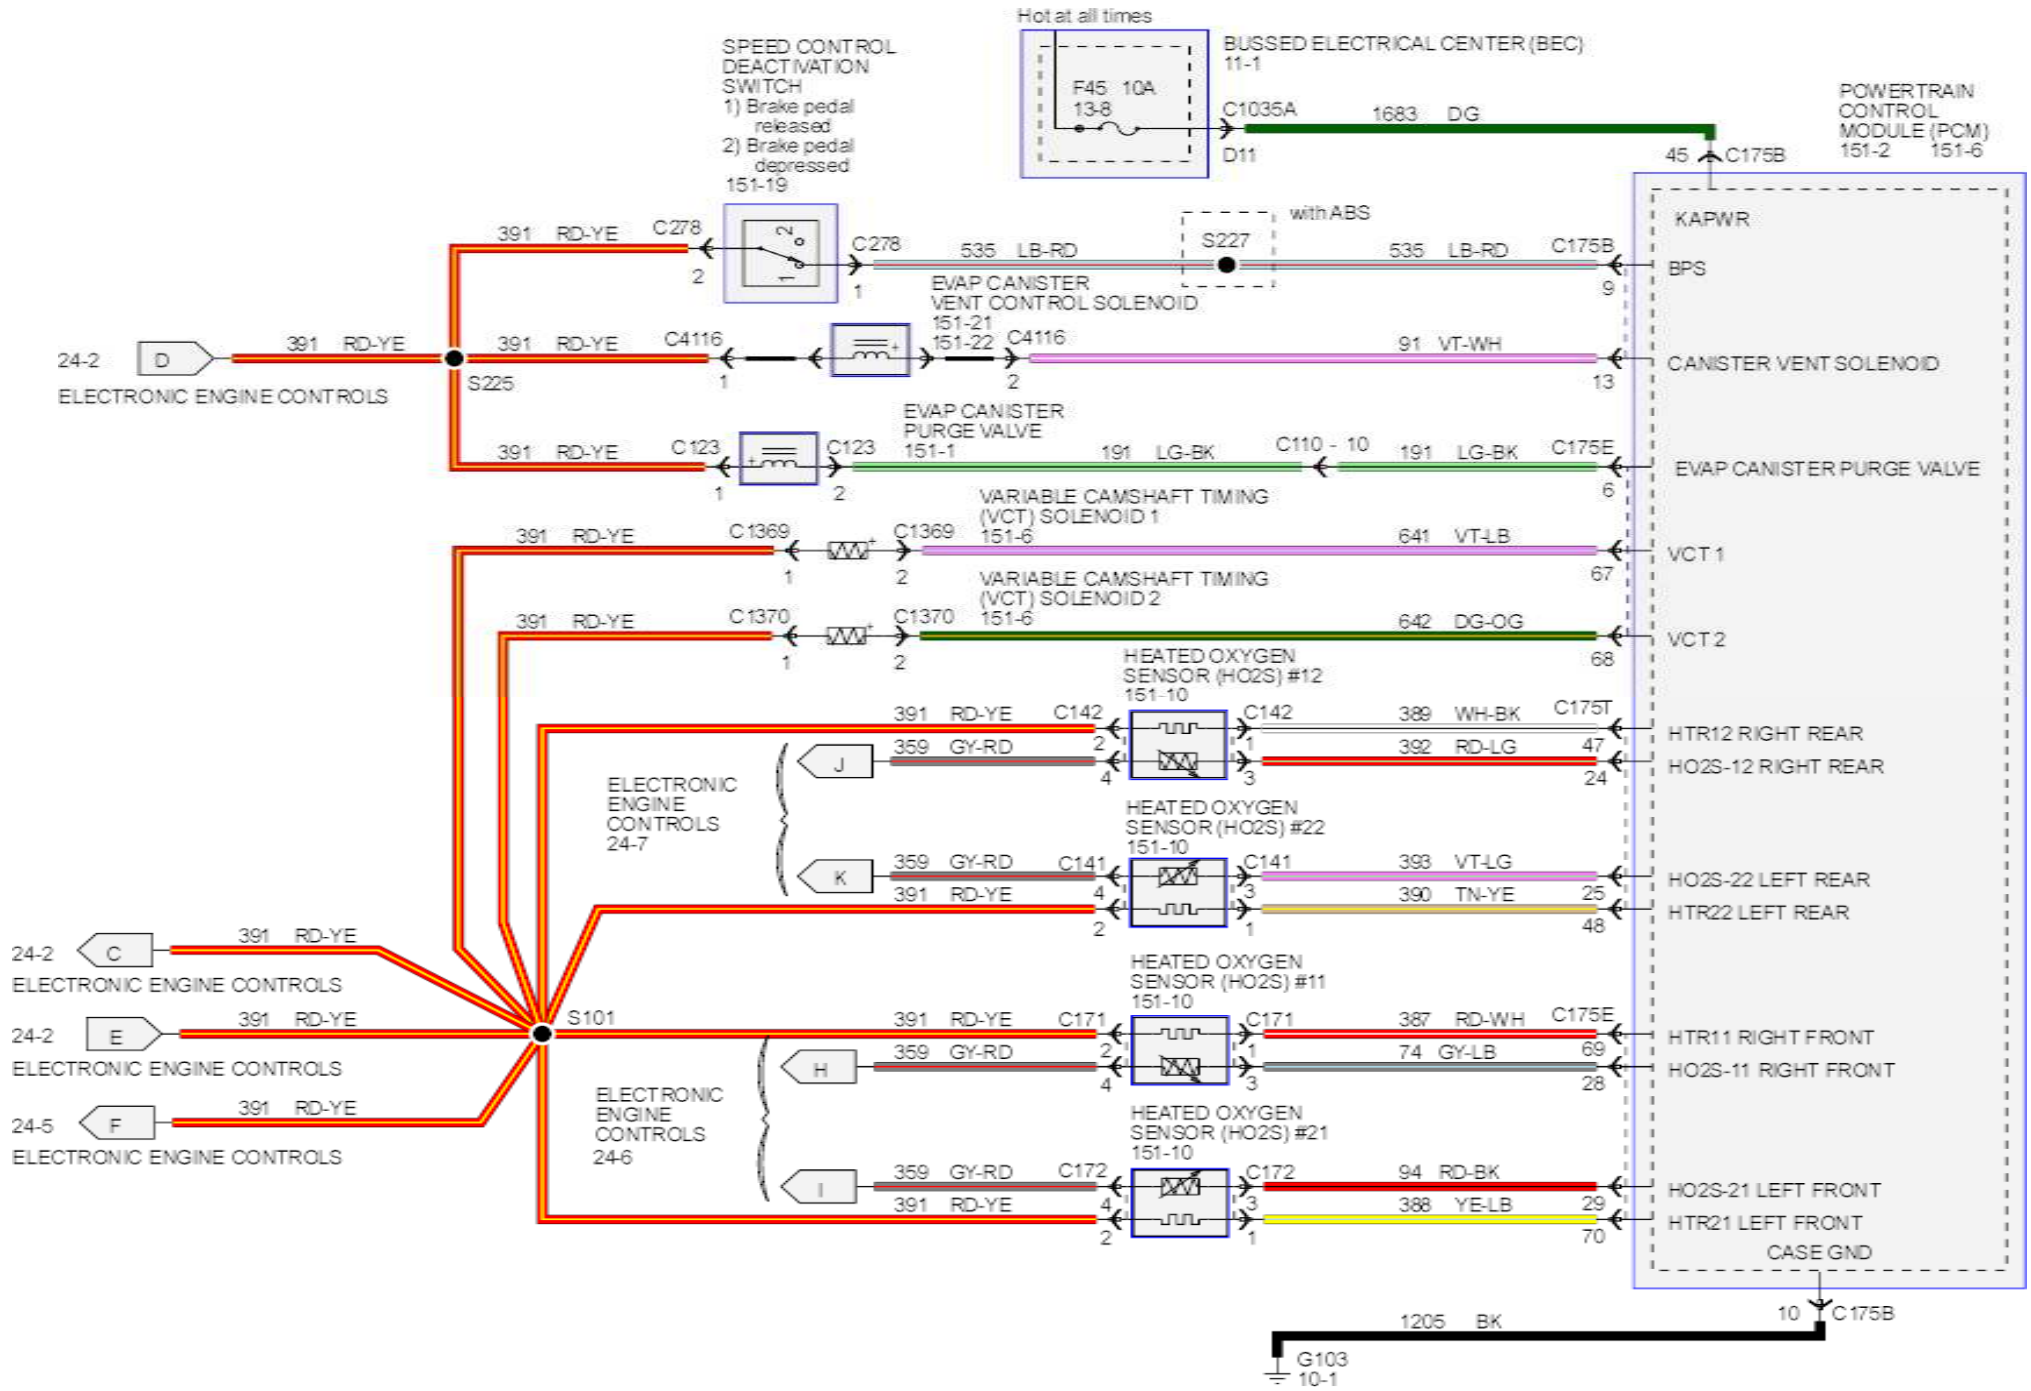 Hot at all times
SPEED CONTROL
DEACTIVATION
SWITCH
1) Brake pedal
released
2) Brake pedal
depressed
151-19
BUSSED ELECTRICAL CENTER (BEC)
11-1
F45 10A
13-8
C1035A
D11
1683 DG
POWERTRAIN
CONTROL
MODULE (PCM)
151-2 151-6
45 C175B
KAPWR
391 RD-YE
C278
2
2
1
C278
1
535 LB-RD
S227
with ABS
535 LB-RD
C175B
9
BPS
EVAP CANISTER
VENT CONTROL SOLENOID
151-21
151-22
24-2
D
ELECTRONIC ENGINE CONTROLS
391 RD-YE
S225
391 RD-YE
C4116
1
+
C4116
2
91 VT-WH
13
CANISTER VENT SOLENOID
EVAP CANISTER
PURGE VALVE
151-1
391 RD-YE
C123
1
+
C123
2
191 LG-BK
C110 - 10
191 LG-BK
C175E
6
EVAP CANISTER PURGE VALVE
VARIABLE CAMSHAFT TIMING
(VCT) SOLENOID 1
151-6
391 RD-YE
C1369
1
+
C1369
2
641 VT-LB
67
VCT 1
VARIABLE CAMSHAFT TIMING
(VCT) SOLENOID 2
151-6
391 RD-YE
C1370
1
+
C1370
2
642 DG-OG
68
VCT 2
HEATED OXYGEN
SENSOR (HO2S) #12
151-10
391 RD-YE
C142
2
C142
1
389 WH-BK
C175T
47
HTR12 RIGHT REAR
J
359 GY-RD
4
3
392 RD-LG
24
HO2S-12 RIGHT REAR
ELECTRONIC
ENGINE
CONTROLS
24-7
HEATED OXYGEN
SENSOR (HO2S) #22
151-10
K
359 GY-RD
C141
4
C141
3
393 VT-LG
25
HO2S-22 LEFT REAR
391 RD-YE
2
1
390 TN-YE
48
HTR22 LEFT REAR
24-2
C
391 RD-YE
ELECTRONIC ENGINE CONTROLS
24-2
E
391 RD-YE
ELECTRONIC ENGINE CONTROLS
24-5
F
391 RD-YE
ELECTRONIC ENGINE CONTROLS
S101
HEATED OXYGEN
SENSOR (HO2S) #11
151-10
391 RD-YE
C171
2
C171
1
387 RD-WH
C175E
69
HTR11 RIGHT FRONT
H
359 GY-RD
4
3
74 GY-LB
28
HO2S-11 RIGHT FRONT
ELECTRONIC
ENGINE
CONTROLS
24-6
HEATED OXYGEN
SENSOR (HO2S) #21
151-10
I
359 GY-RD
C172
4
C172
3
94 RD-BK
29
HO2S-21 LEFT FRONT
391 RD-YE
2
1
388 YE-LB
70
HTR21 LEFT FRONT
CASE GND
10 C175B
1205 BK
G103
10-1